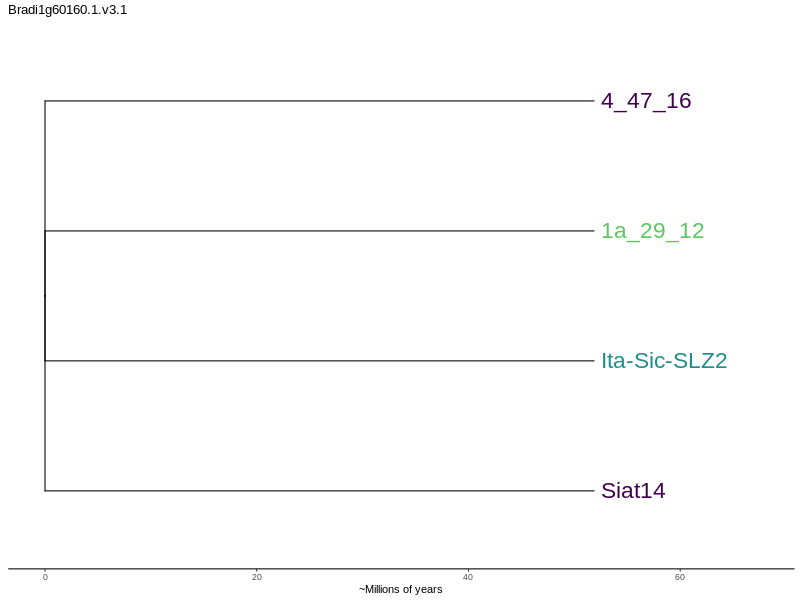 Bradi1g60160.1.v3.1
4_47_16
1a_29_12
Ita-Sic-SLZ2
Siat14
0 20 40 60
~Millions of years